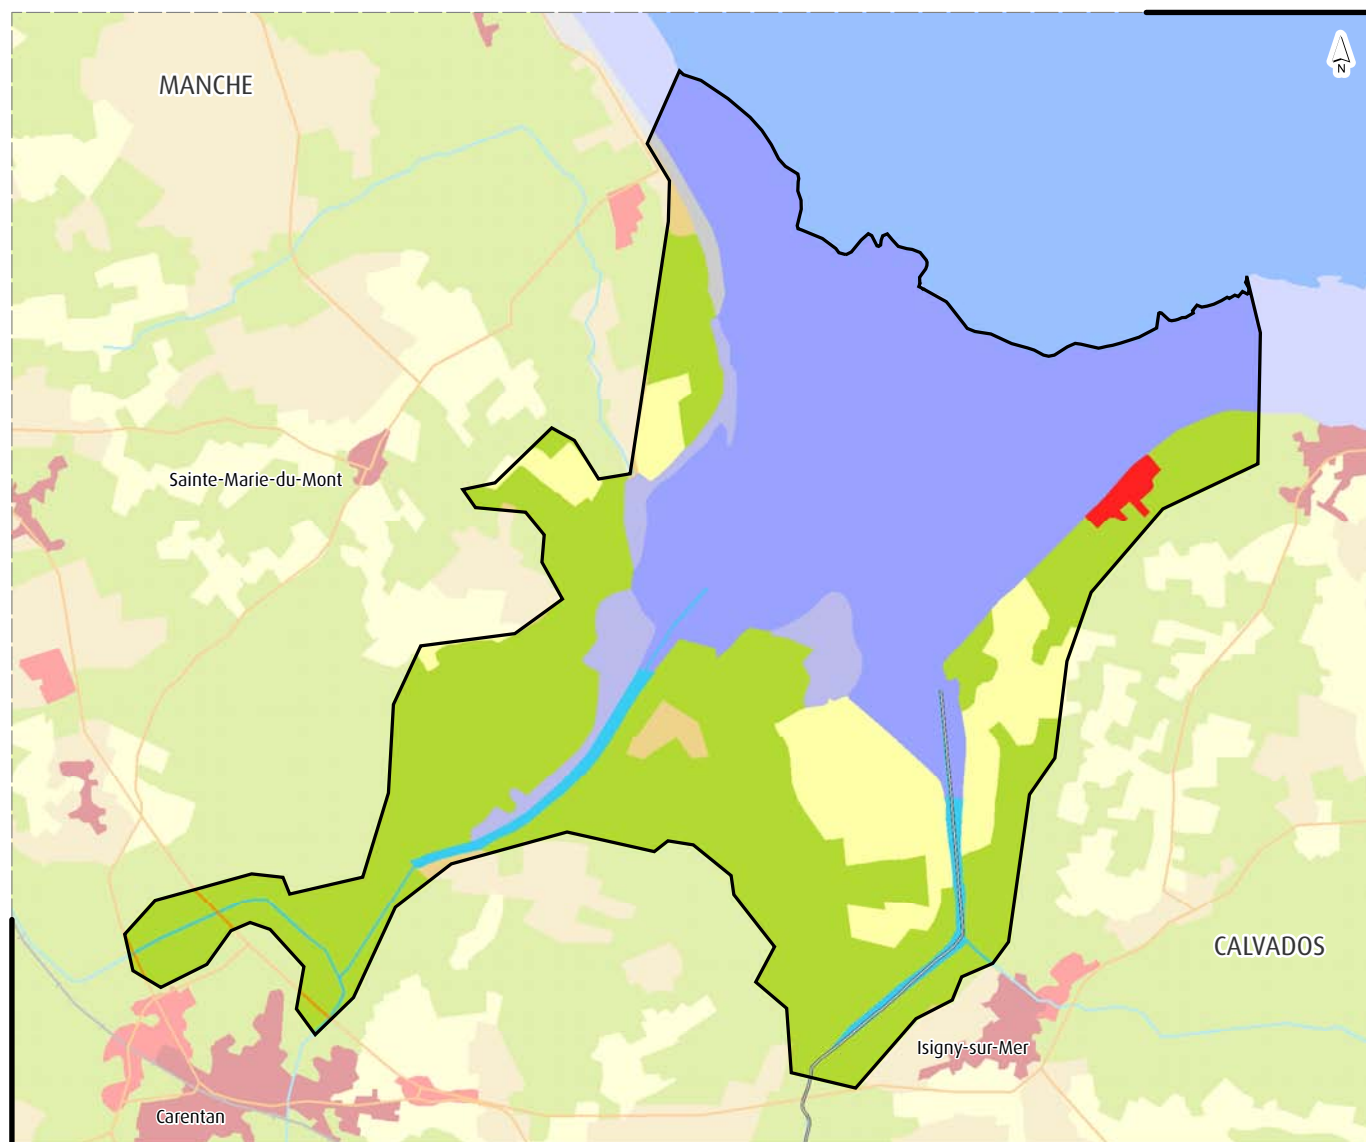 MANCHE
N
Sainte-Marie-du-Mont
CALVADOS
Isigny-sur-Mer
Carentan